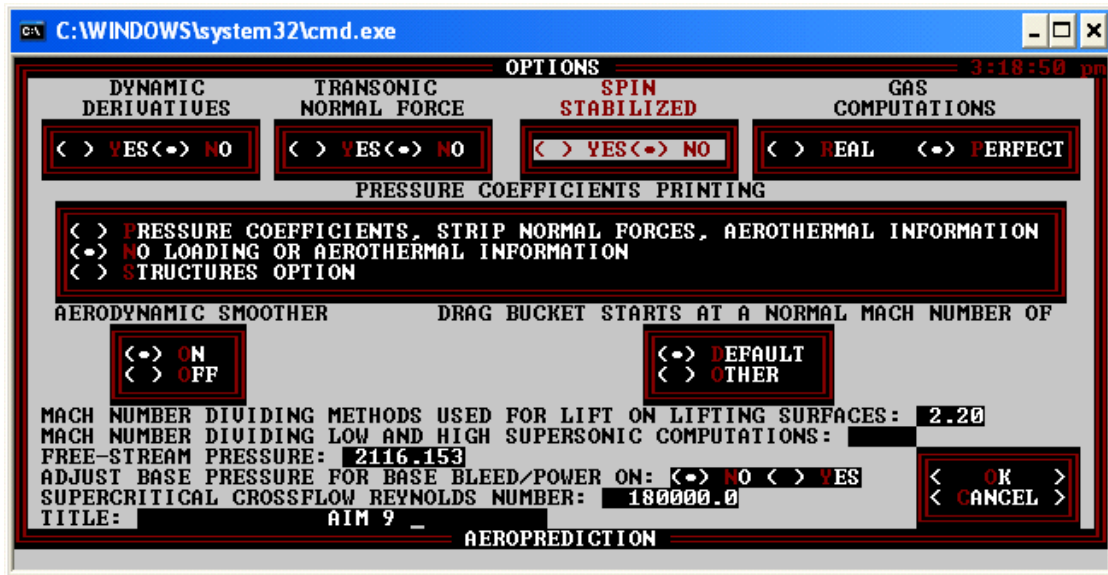 C:\WINDOWS\system32\cmd.exe
OPTIONS 3:18:50 pm
DYNAMIC TRANSONIC SPIN GAS
DERIVATIVES NORMAL FORCE STABILIZED COMPUTATIONS
( ) YES(•) NO ( ) YES(•) NO ( ) YES(•) NO ( ) REAL (•) PERFECT
PRESSURE COEFFICIENTS PRINTING
( ) PRESSURE COEFFICIENTS, STRIP NORMAL FORCES, AEROTHERMAL INFORMATION
(•) NO LOADING OR AEROTHERMAL INFORMATION
( ) STRUCTURES OPTION
AERODYNAMIC SMOOTHER DRAG BUCKET STARTS AT A NORMAL MACH NUMBER OF
(•) ON (•) DEFAULT
( ) OFF ( ) OTHER
MACH NUMBER DIVIDING METHODS USED FOR LIFT ON LIFTING SURFACES: 2.20
MACH NUMBER DIVIDING LOW AND HIGH SUPERSONIC COMPUTATIONS:
FREE-STREAM PRESSURE: 2116.153
ADJUST BASE PRESSURE FOR BASE BLEED/POWER ON: (•) NO ( ) YES < OK >
SUPERCRITICAL CROSSFLOW REYNOLDS NUMBER: 180000.0 < CANCEL >
TITLE: AIM 9 _
AEROPREDICTION